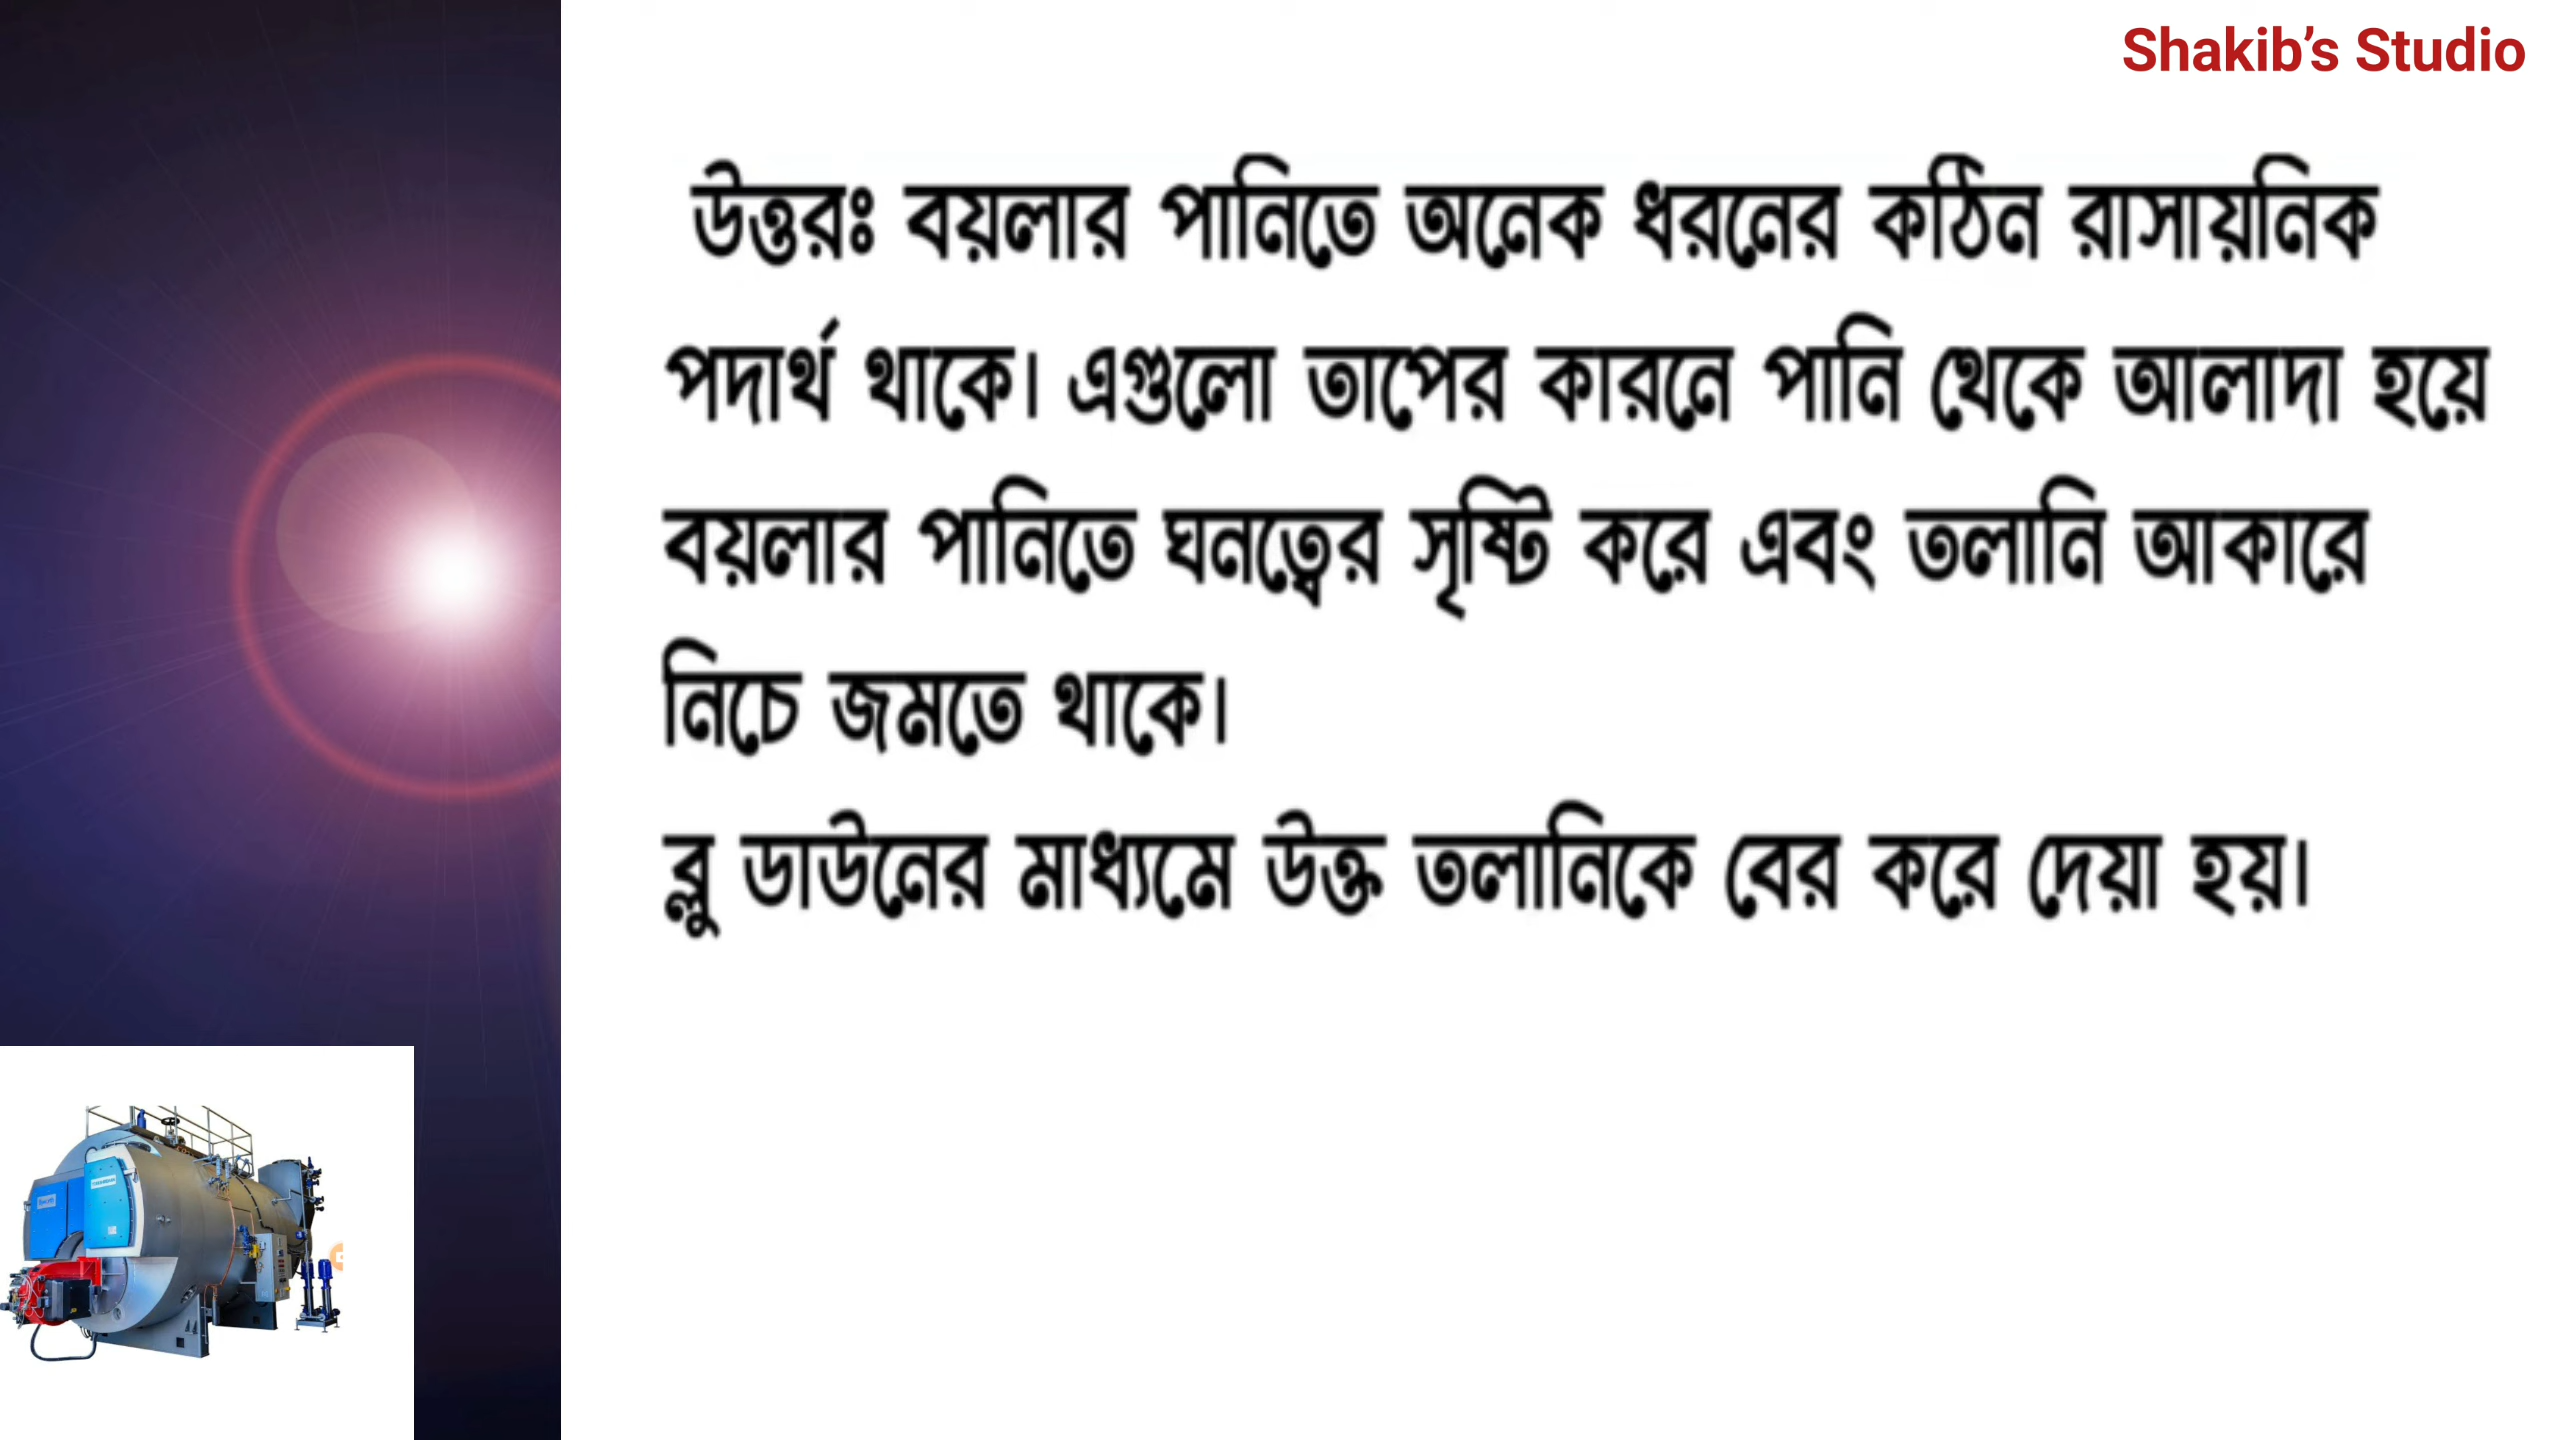 Shakib’s Studio
উত্তরঃ বয়লার পানিতে অনেক ধরনের কঠিন রাসায়নিক
পদার্থ থাকে। এগুলো তাপের কারনে পানি থেকে আলাদা হয়ে
বয়লার পানিতে ঘনত্বের সৃষ্টি করে এবং তলানি আকারে
নিচে জমতে থাকে।
ব্লু ডাউনের মাধ্যমে উক্ত তলানিকে বের করে দেয়া হয়।